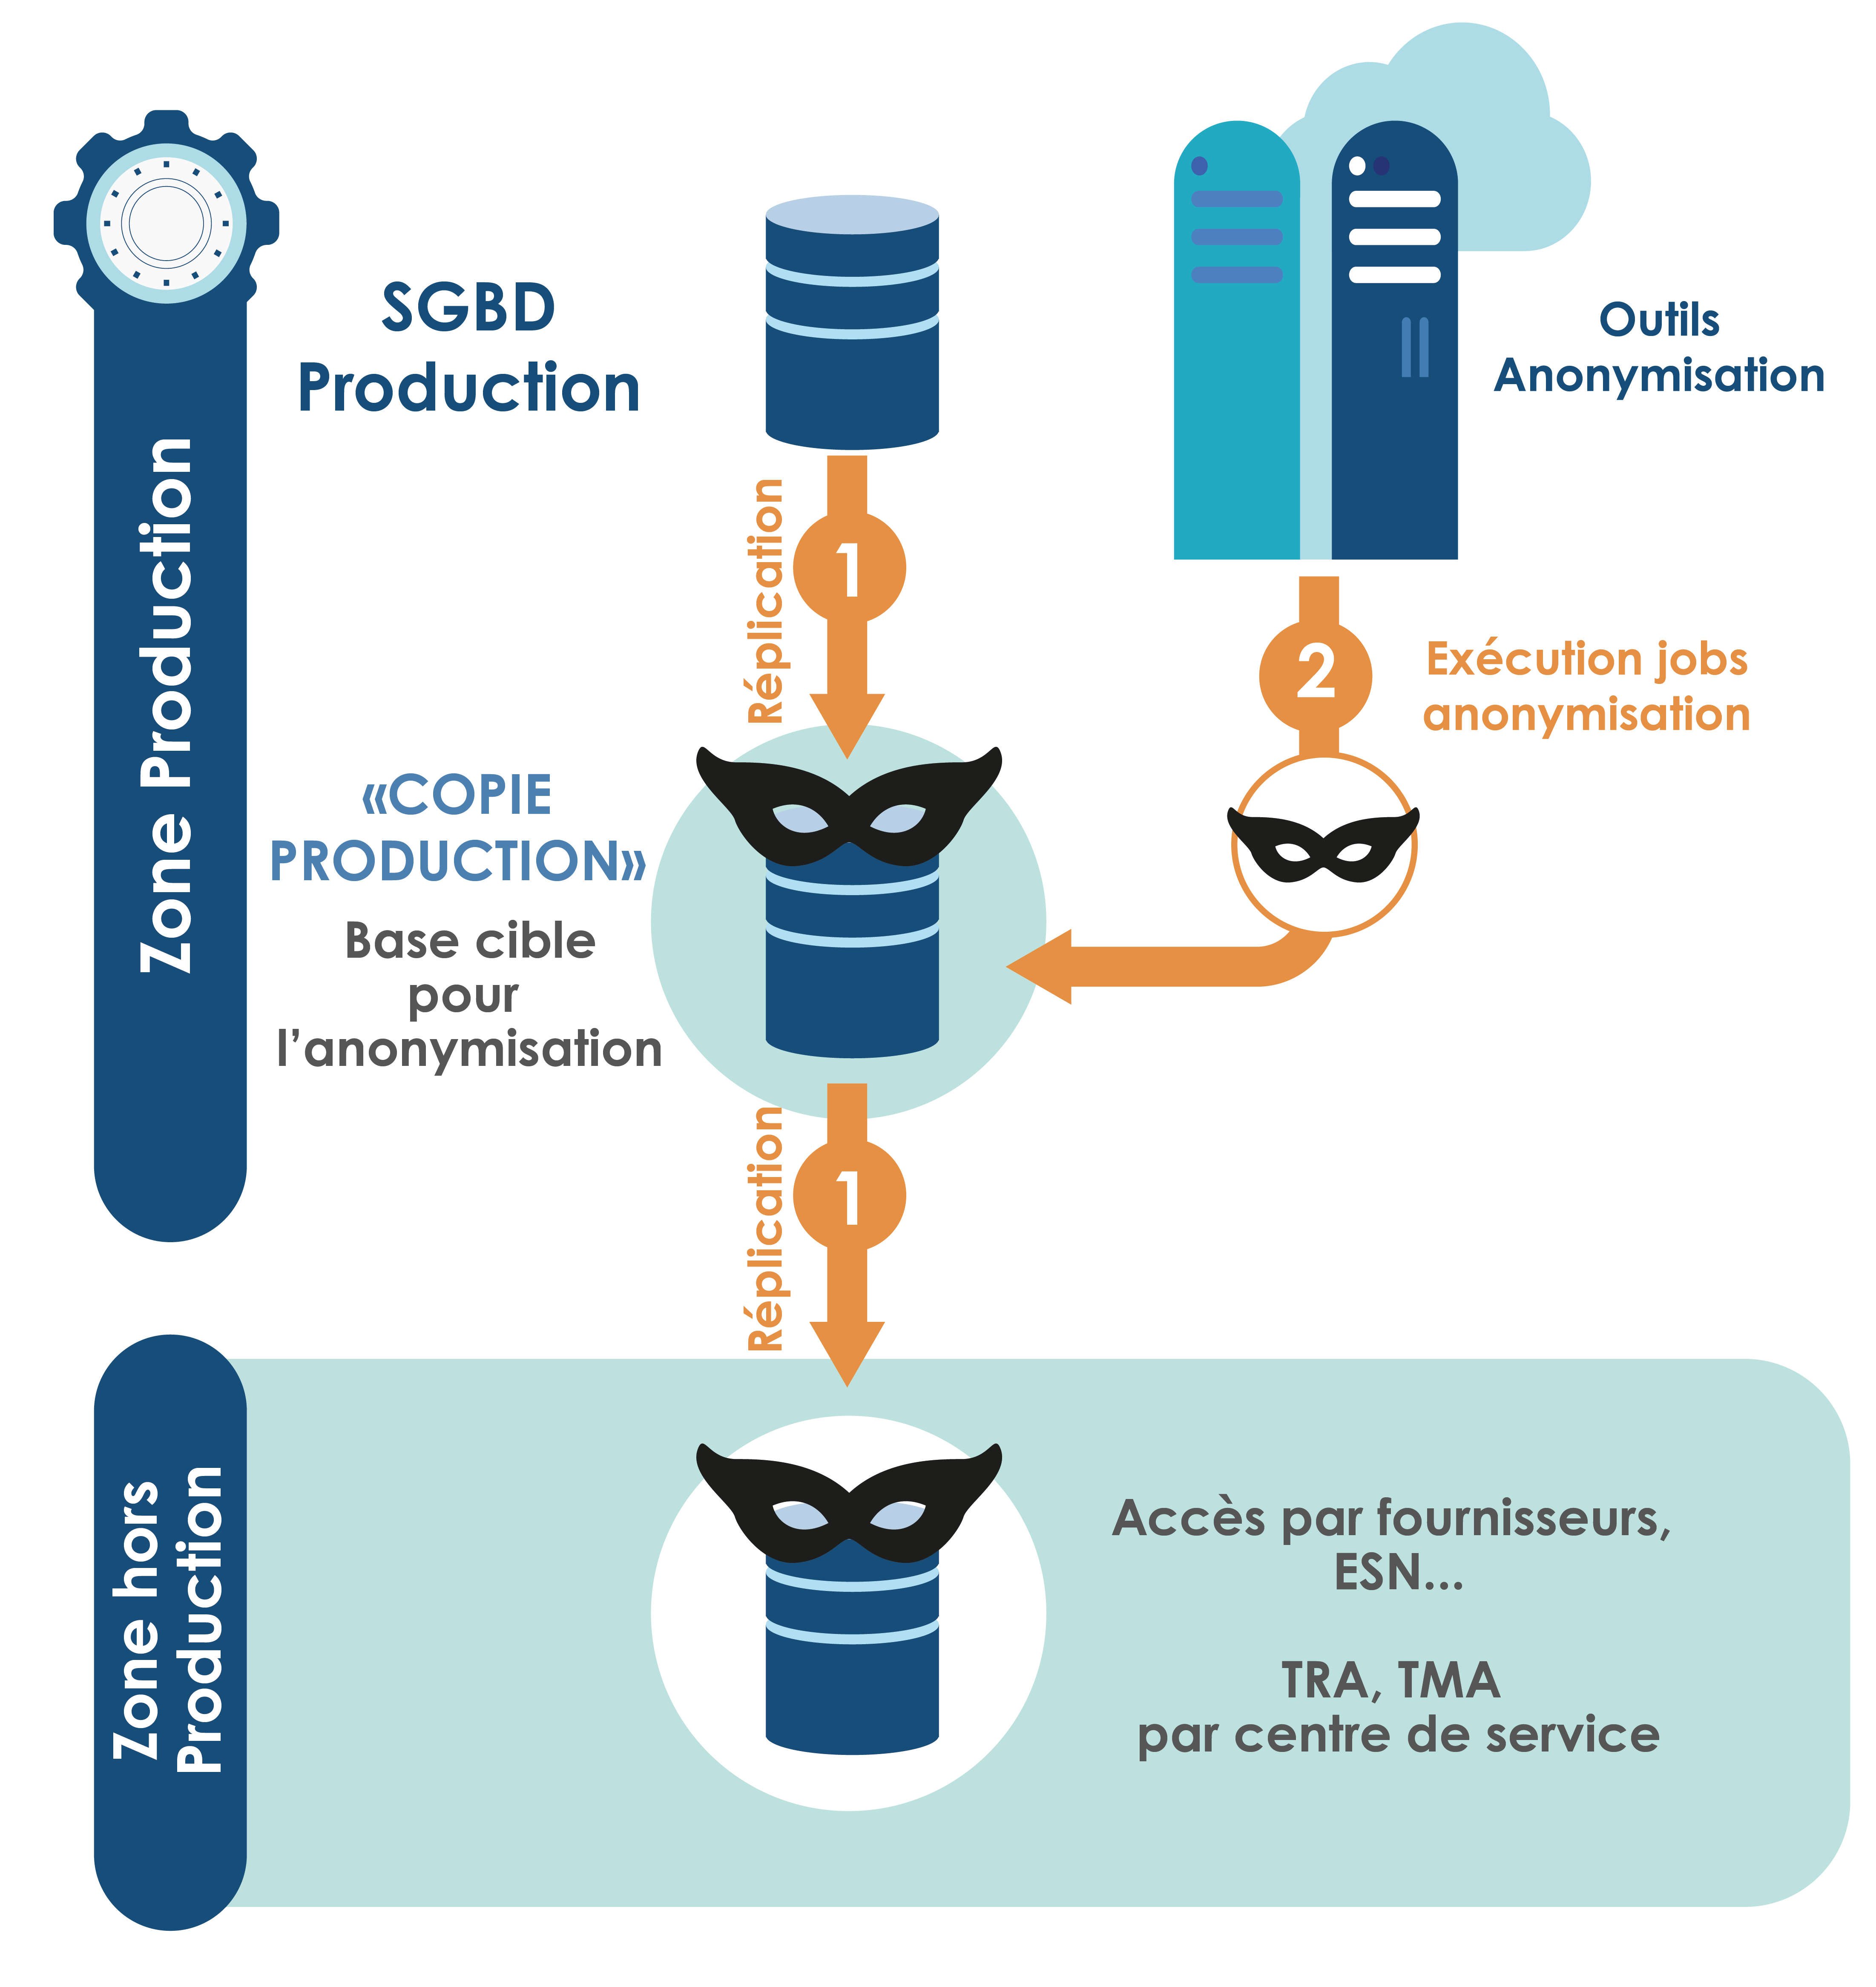 Zone Production
SGBD
Production
Outils
Anonymisation
Réplication
1
2
Exécution jobs
anonymisation
«COPIE
PRODUCTION»
Base cible
pour
l’anonymisation
Réplication
1
Zone hors
Production
Accès par fournisseurs,
ESN...
TRA, TMA
par centre de service